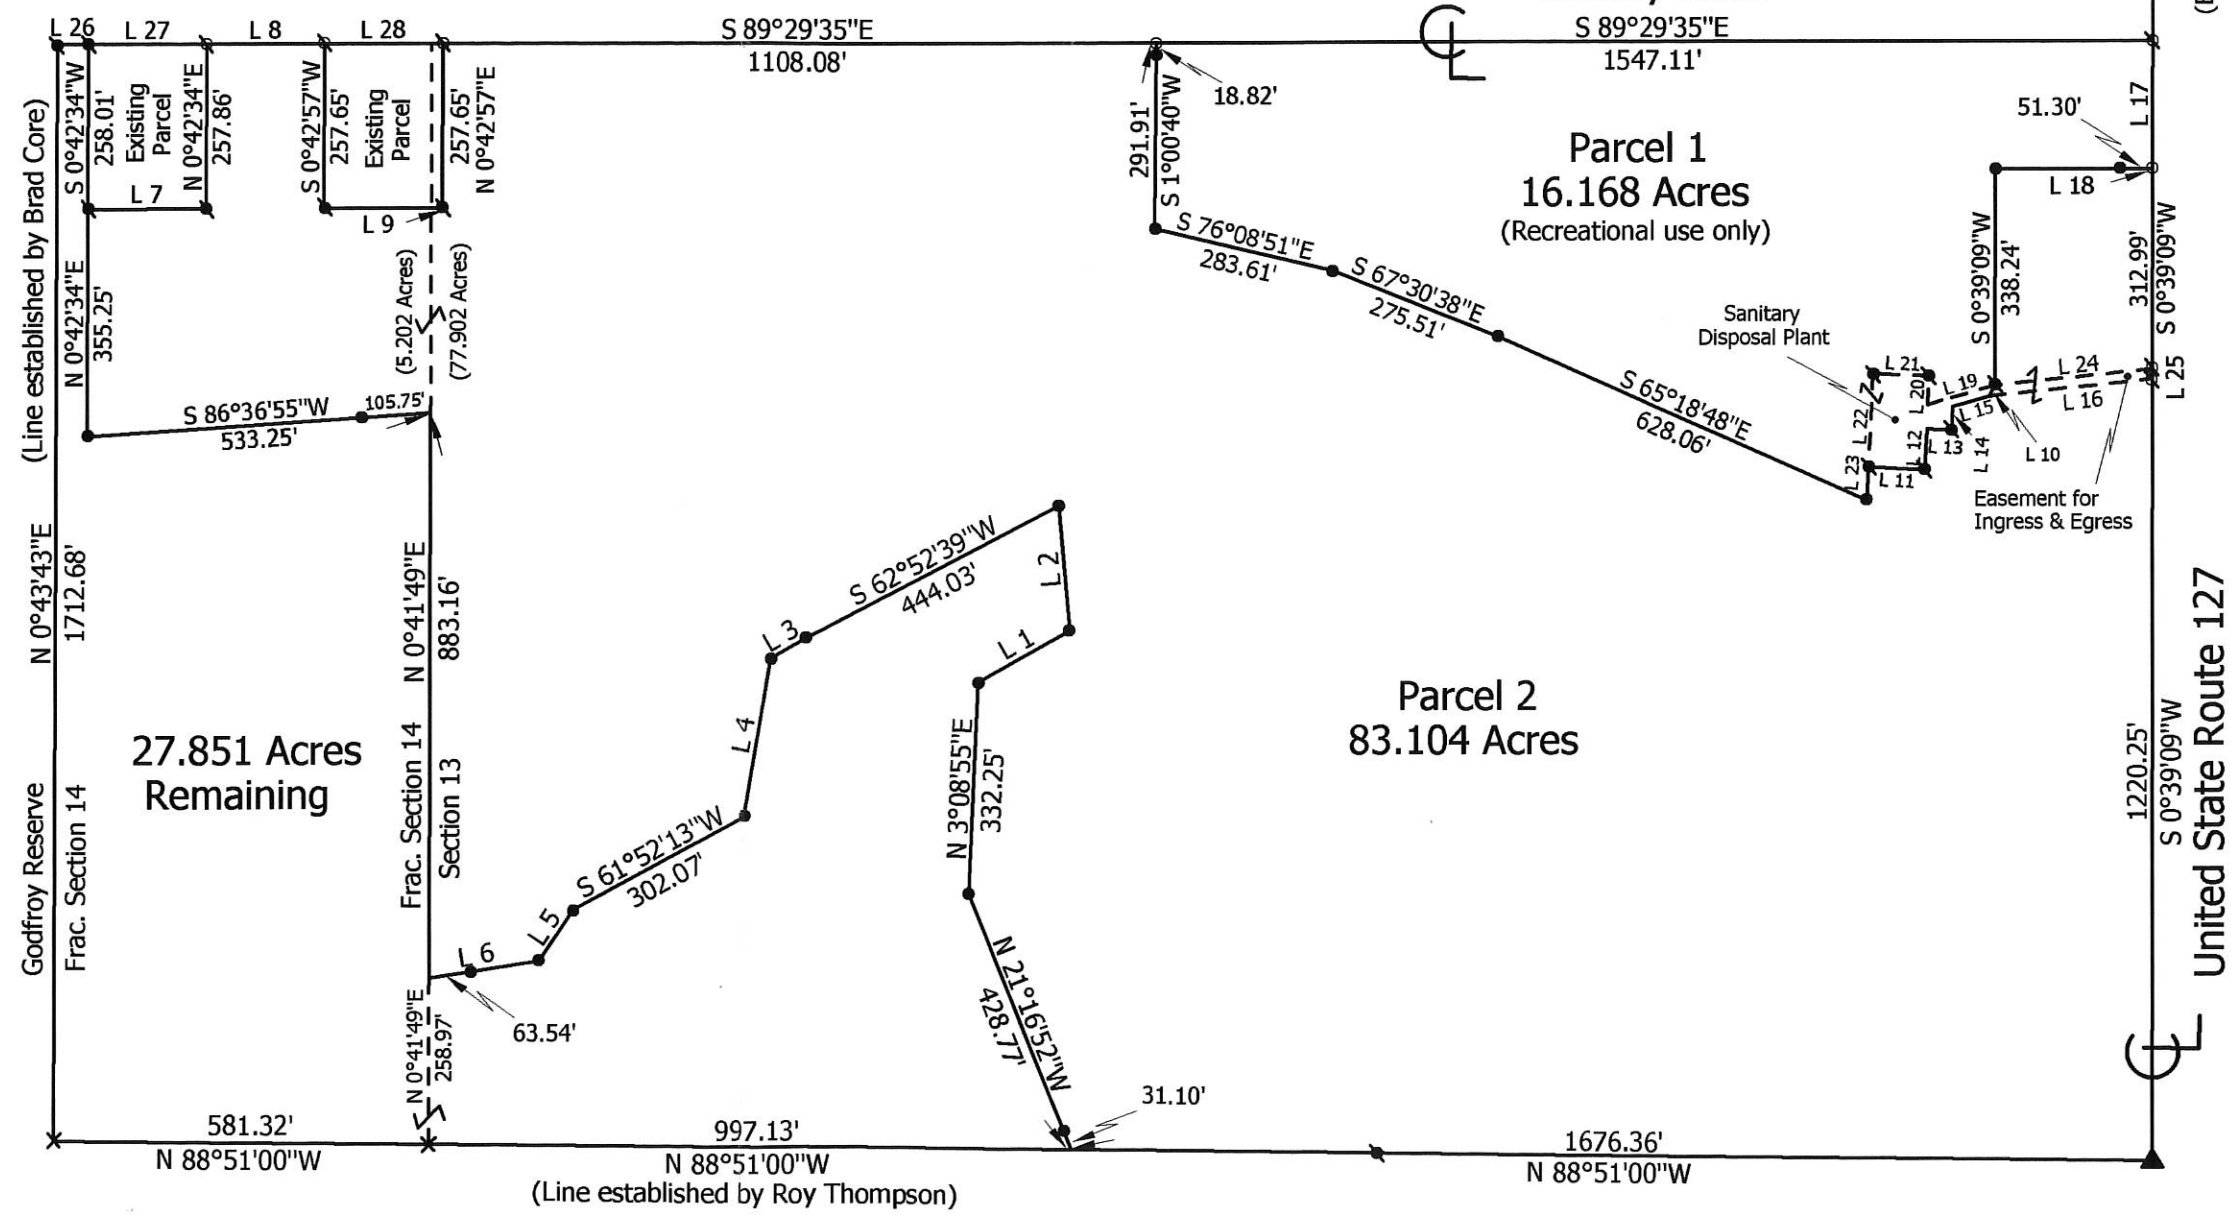 L 26
L 27
L 8
L 28
S 89°29'35"E
1108.08'
S 89°29'35"E
1547.11'
(Line established by Brad Core)
S 0°42'34"W
258.01'
Existing
Parcel
N 0°42'34"E
257.86'
L 7
S 0°42'57"W
257.65'
Existing
Parcel
257.65'
N 0°42'57"E
L 9
291.91'
S 1°00'40"W
18.82'
Parcel 1
16.168 Acres
(Recreational use only)
51.30'
L 17
L 18
S 0°39'09"W
338.24'
312.99'
S 0°39'09"W
N 0°42'34"E
355.25'
(5.202 Acres)
(77.902 Acres)
S 86°36'55"W
533.25'
105.75'
S 76°08'51"E
283.61'
S 67°30'38"E
275.51'
S 65°18'48"E
628.06'
Sanitary
Disposal Plant
L 21
L 20
L 19
L 24
L 16
L 25
L 22
L 12
L 13
L 15
L 14
L 10
L 23
L 11
Easement for
Ingress & Egress
N 0°43'43"E
1712.68'
N 0°41'49"E
883.16'
S 62°52'39"W
444.03'
L 2
L 1
L 3
L 4
Parcel 2
83.104 Acres
27.851 Acres
Remaining
Godfroy Reserve
Frac. Section 14
Frac. Section 14
Section 13
S 61°52'13"W
302.07'
L 5
L 6
63.54'
N 3°08'55"E
332.25'
N 21°16'52"W
428.77'
31.10'
1220.25'
S 0°39'09"W
United State Route 127
N 0°41'49"E
258.97'
581.32'
N 88°51'00"W
997.13'
N 88°51'00"W
(Line established by Roy Thompson)
1676.36'
N 88°51'00"W